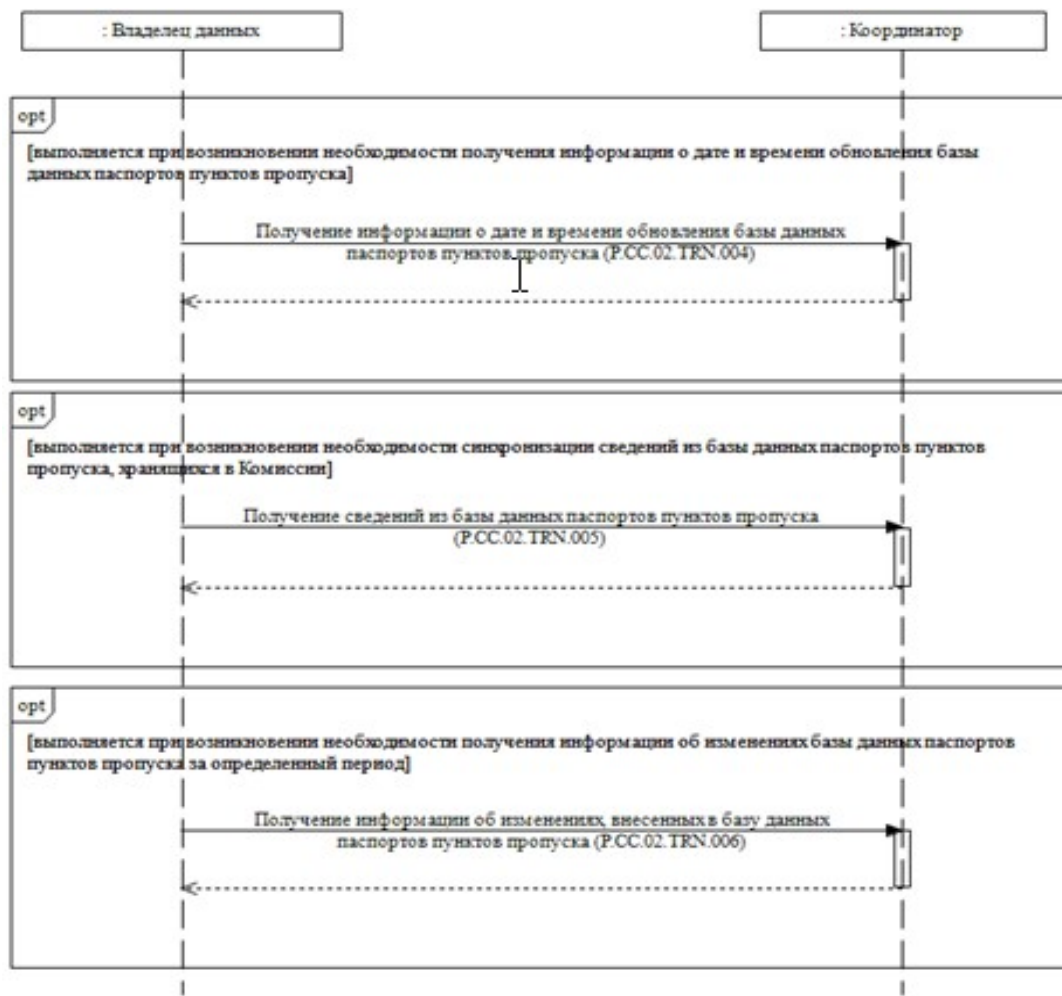 : Владелец данных
: Координатор
opt
[выполняется при возникновении необходимости получения информации о дате и времени обновления базы
данных паспортов пунктов пропуска]
Получение информации о дате и времени обновления базы данных
паспортов пунктов пропуска (P.CC.02.TRN.004)
opt
[выполняется при возникновении необходимости синхронизации сведений из базы данных паспортов пунктов
пропуска, хранящихся в Комиссии]
Получение сведений из базы данных паспортов пунктов пропуска
(P.CC.02.TRN.005)
opt
[выполняется при возникновении необходимости получения информации об изменениях базы данных паспортов
пунктов пропуска за определенный период]
Получение информации об изменениях, внесенных в базу данных
паспортов пунктов пропуска (P.CC.02.TRN.006)